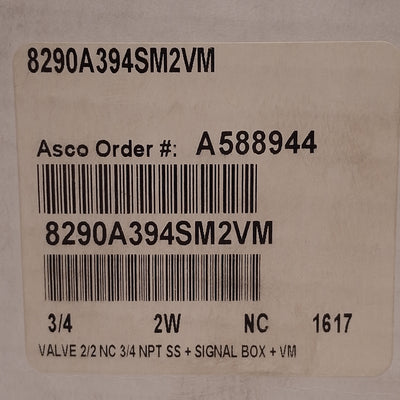 8290A394SM2VM
Asco Order #: A588944
8290A394SM2VM
3/4 2W NC 1617
VALVE 2/2 NC 3/4 NPT SS + SIGNAL BOX + VM